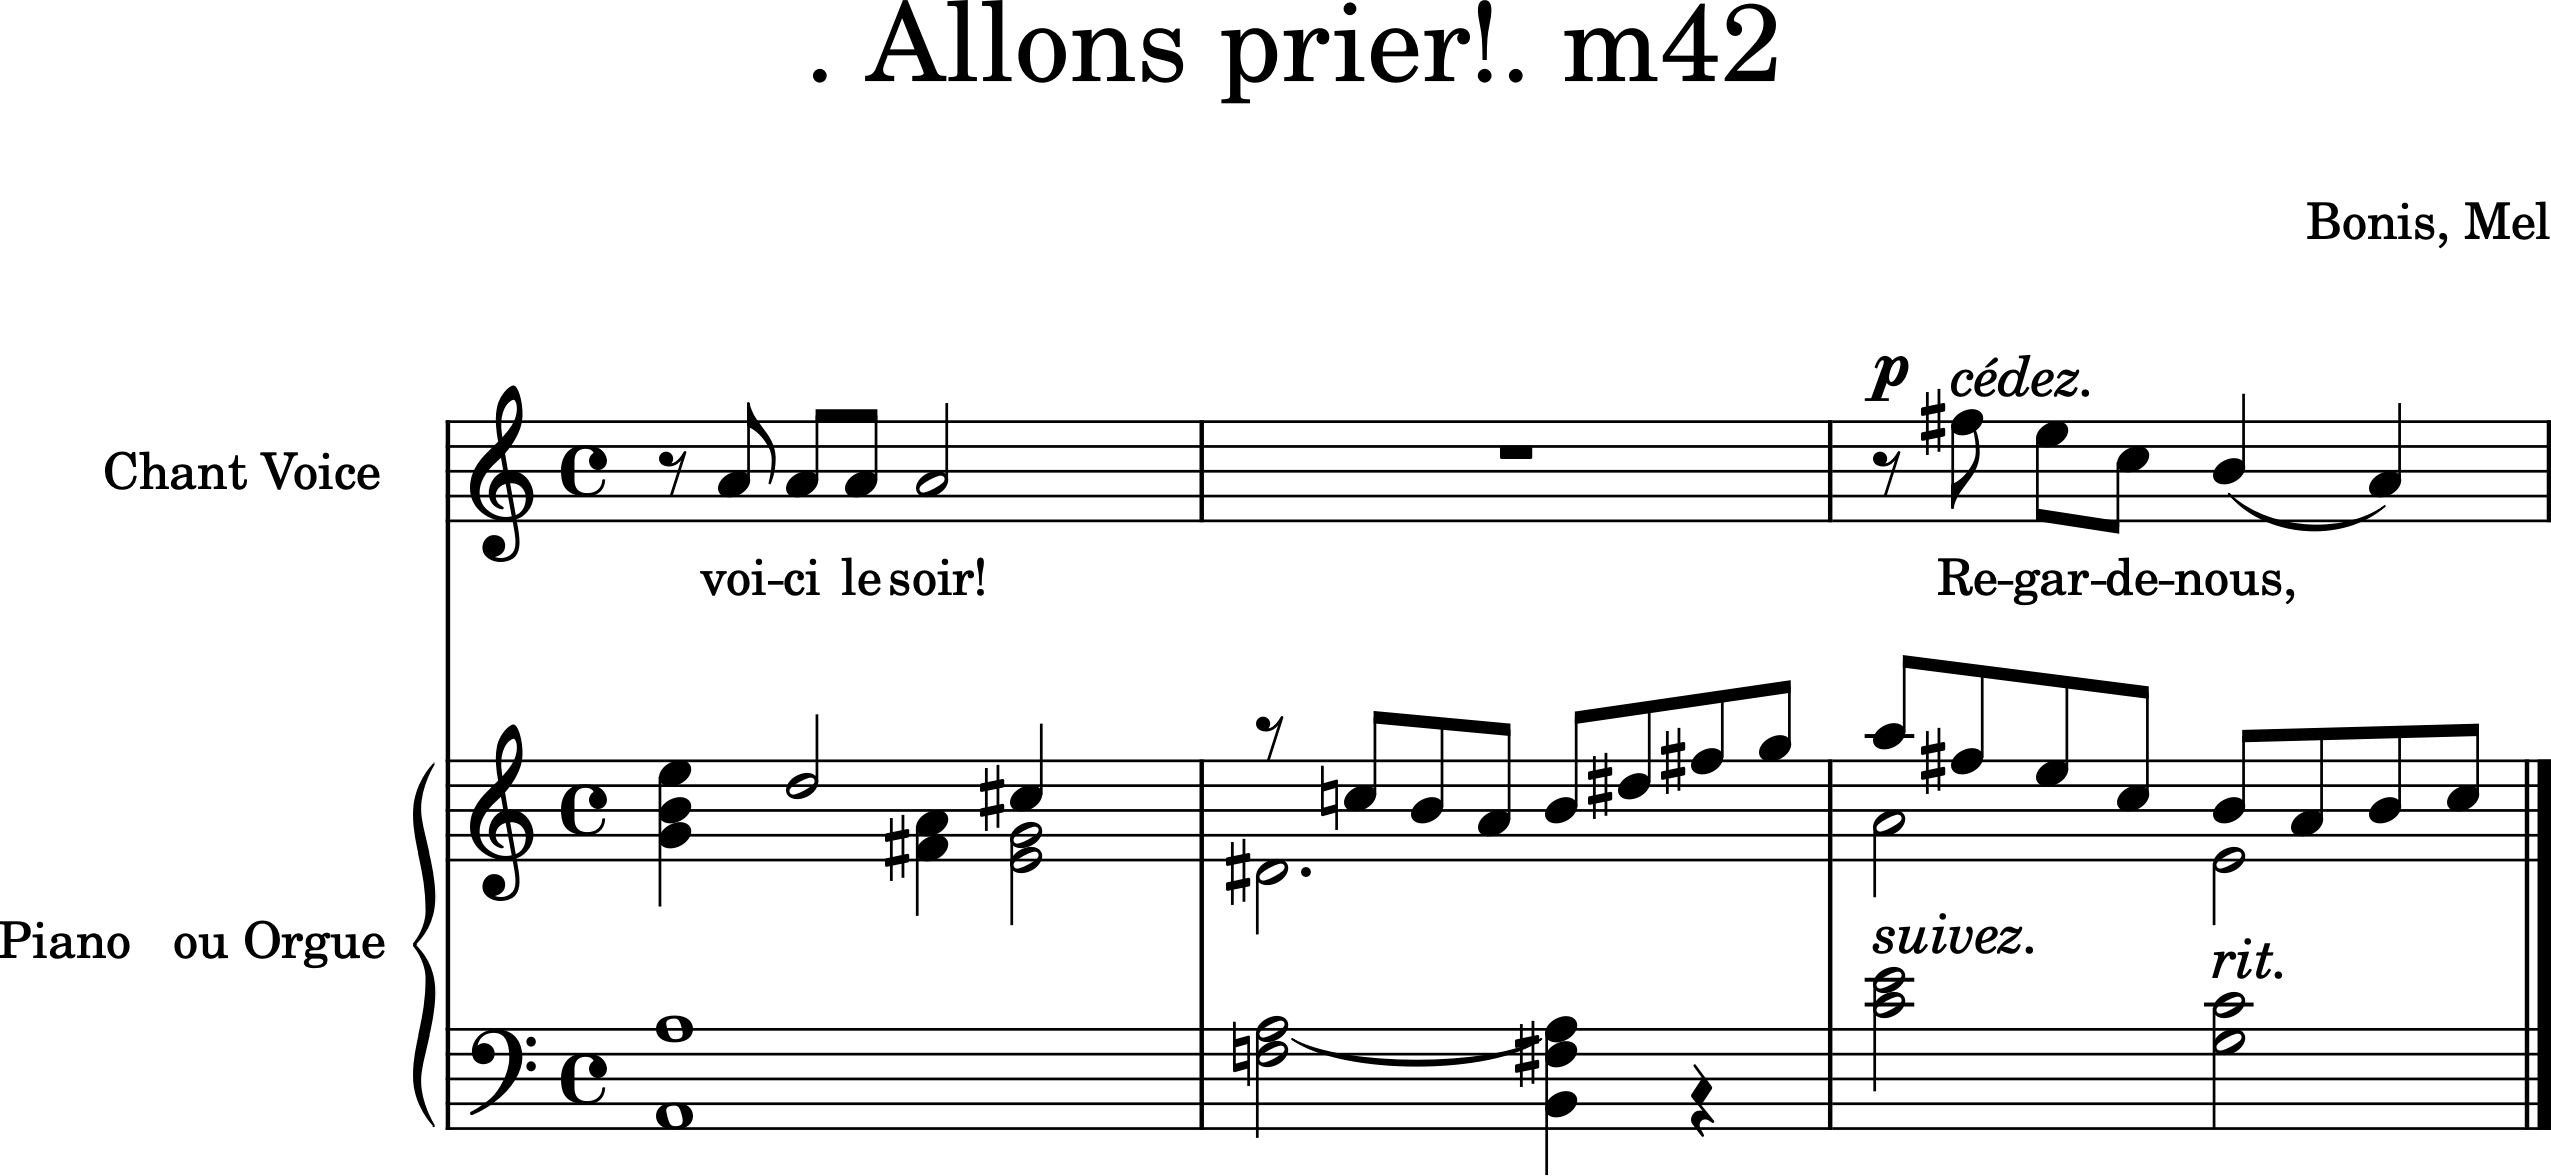 . Allons prier!. m42
Bonis, Mel
p cédez.
Chant Voice
voi-ci le soir! Re-gar-de-nous,
Piano ou Orgue
suivez. rit.